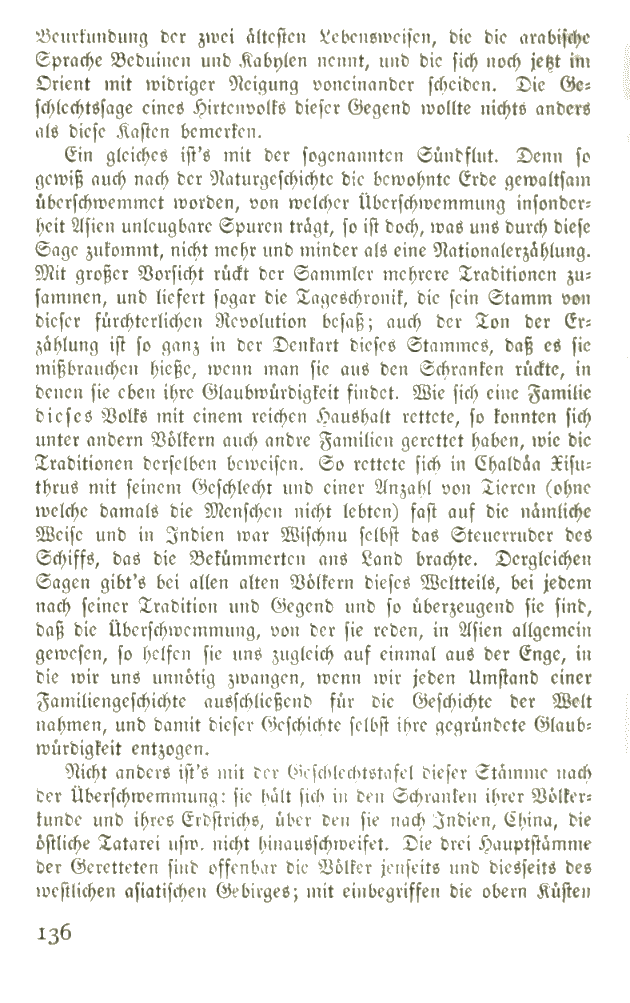 Beurkundung der zwei ältesten Lebensweisen, die die arabische
Sprache Beduinen und Kabylen nennt, und die sich noch jetzt im
Orient mit widriger Neigung voneinander scheiden. Die Ge-
schlechtssage eines Hirtenvolks dieser Gegend wollte nichts anders
als diese Kasten bemerken.
Ein gleiches ist's mit der sogenannten Sündflut. Denn so
gewiß auch nach der Naturgeschichte die bewohnte Erde gewaltsam
überschwemmet worden, von welcher Überschwemmung insonder-
heit Asien unleugbare Spuren trägt, so ist doch, was uns durch diese
Sage zukommt, nicht mehr und minder als eine Nationalerzählung.
Mit großer Vorsicht rückt der Sammler mehrere Traditionen zu-
sammen, und liefert sogar die Tageschronik, die sein Stamm von
dieser fürchterlichen Revolution besaß; auch der Ton der Er-
zählung ist so ganz in der Denkart dieses Stammes, daß es sie
mißbrauchen hieße, wenn man sie aus den Schranken rückte, in
denen sie eben ihre Glaubwürdigkeit findet. Wie sich eine Familie
dieses Volks mit einem reichen Haushalt rettete, so konnten sich
unter andern Völkern auch andre Familien gerettet haben, wie die
Traditionen derselben beweisen. So rettete sich in Chaldäa Xisu-
thrus mit seinem Geschlecht und einer Anzahl von Tieren (ohne
welche damals die Menschen nicht lebten) fast auf die nämliche
Weise und in Indien war Wischnu selbst das Steuerruder des
Schiffs, das die Bekümmerten ans Land brachte. Dergleichen
Sagen gibt's bei allen alten Völkern dieses Weltteils, bei jedem
nach seiner Tradition und Gegend und so überzeugend sie sind,
daß die Überschwemmung, von der sie reden, in Asien allgemein
gewesen, so helfen sie uns zugleich auf einmal aus der Enge, in
die wir uns unnötig zwangen, wenn wir jeden Umstand einer
Familiengeschichte ausschließend für die Geschichte der Welt
nahmen, und damit dieser Geschichte selbst ihre gegründete Glaub-
würdigkeit entzogen.
Nicht anders ist's mit der Geschlechtstafel dieser Stämme nach
der Überschwemmung: sie hält sich in den Schranken ihrer Völker-
kunde und ihres Erdstrichs, über den sie nach Indien, China, die
östliche Tatarei usw. nicht hinausschweifet. Die drei Hauptstämme
der Geretteten sind offenbar die Völker jenseits und diesseits des
westlichen asiatischen Gebirges; mit einbegriffen die obern Küsten
136